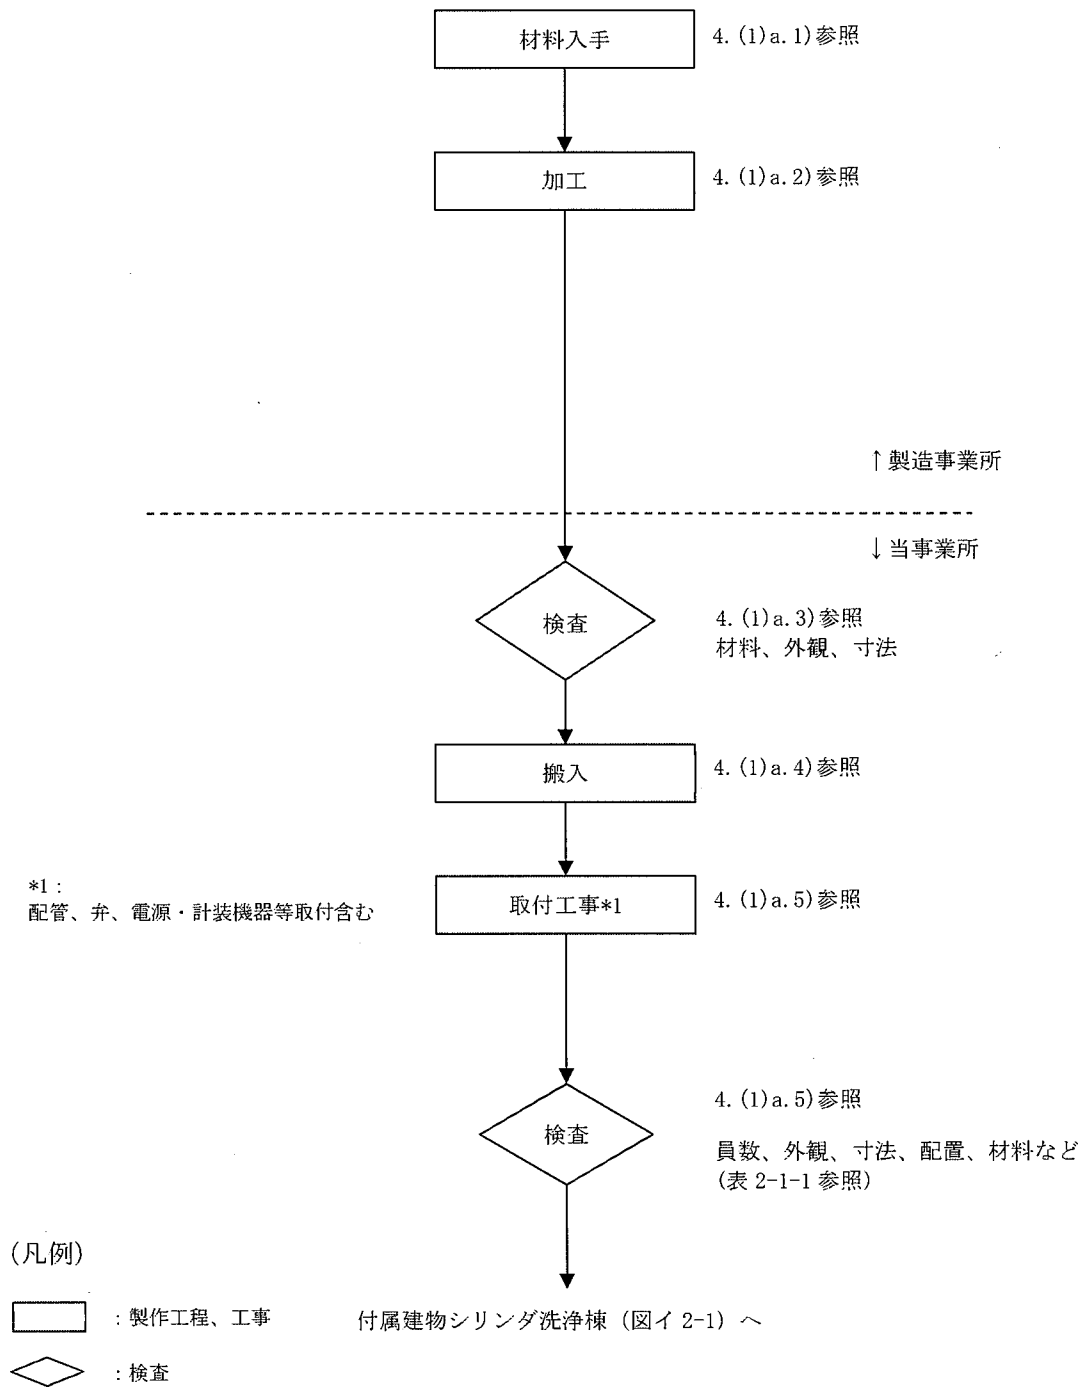 材料入手
4.(1)a.1)参照
加工
4.(1)a.2)参照
↑製造事業所
↓当事業所
検査
4.(1)a.3)参照
材料、外観、寸法
搬入
4.(1)a.4)参照
*1：
配管、弁、電源・計装機器等取付含む
取付工事*1
4.(1)a.5)参照
検査
4.(1)a.5)参照
員数、外観、寸法、配置、材料など
(表 2-1-1 参照)
(凡例)
：製作工程、工事
付属建物シリンダ洗浄棟（図イ 2-1）へ
：検査